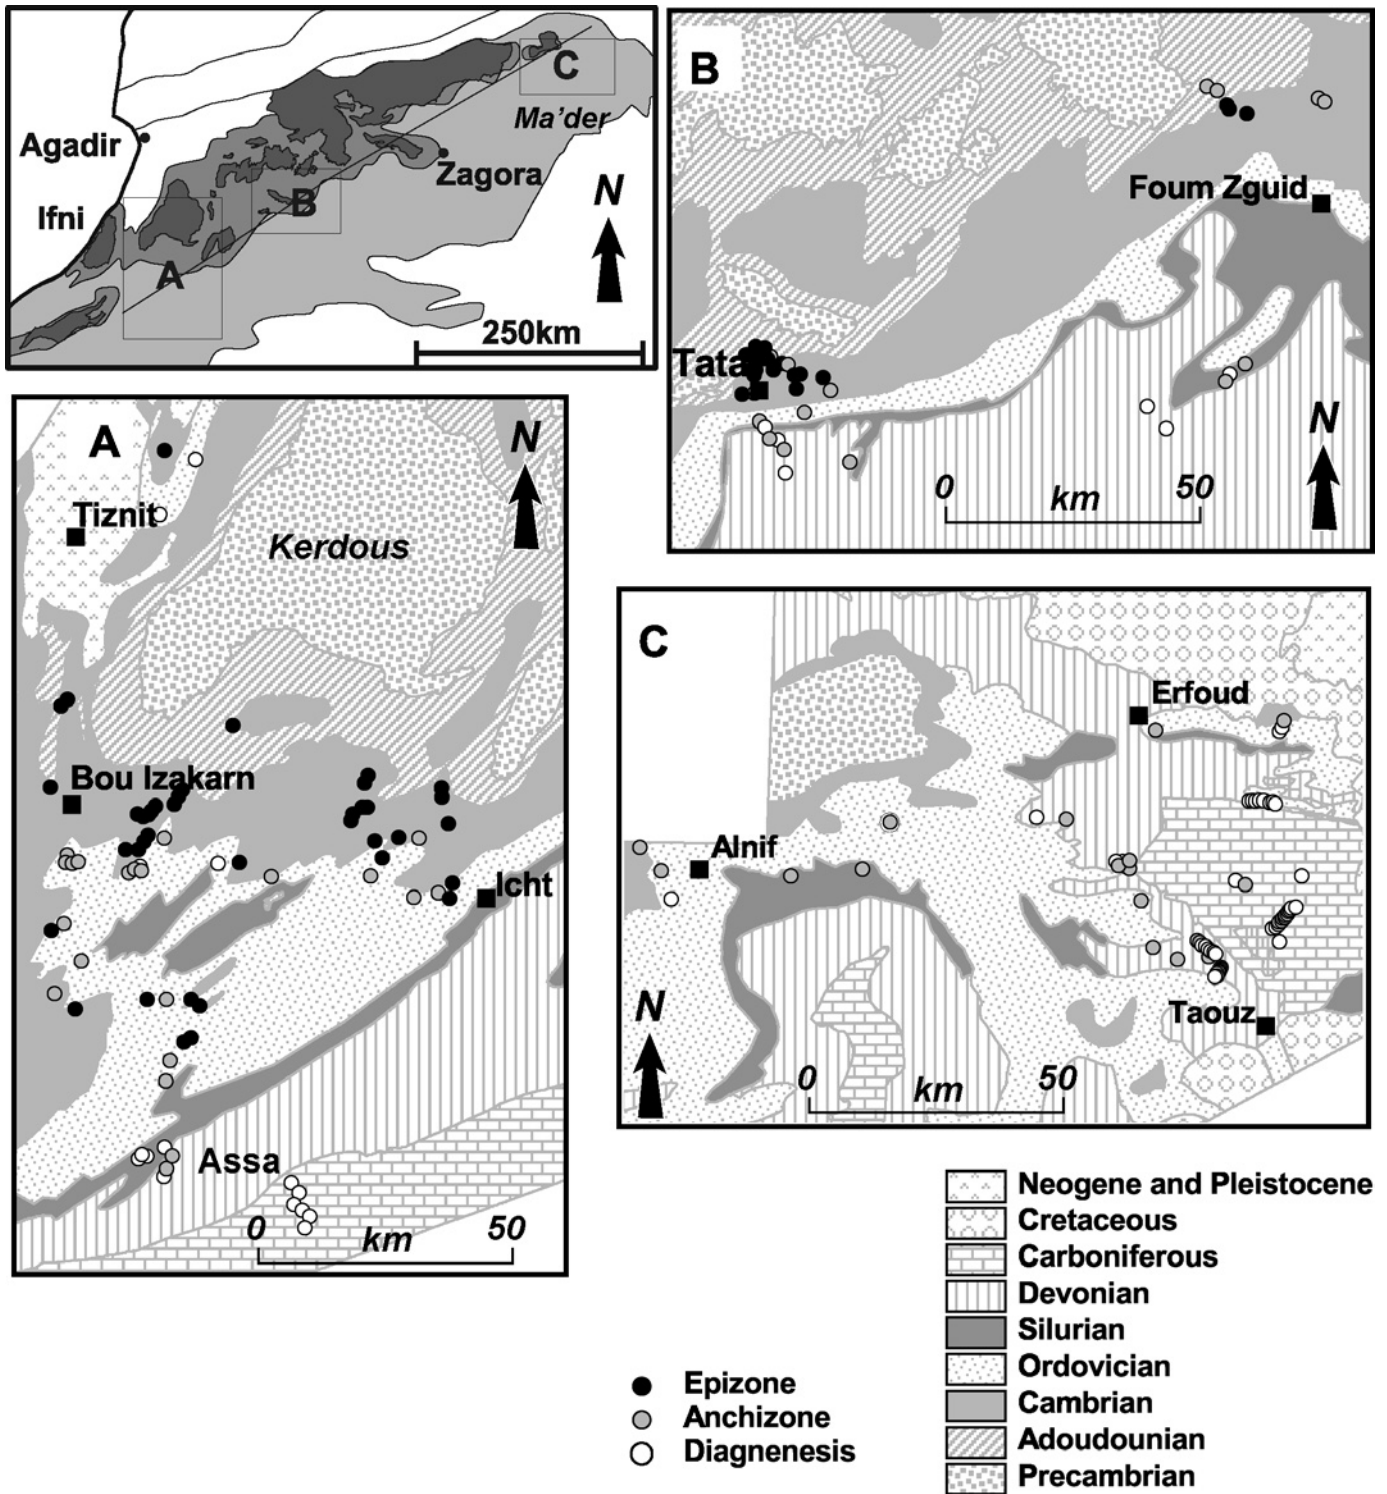 Agadir
Ifni
A
B
C
Ma'der
Zagora
N
250km
B
Foum Zguid
Tata
N
0 km 50
A
N
Tiznit
Kerdous
Bou Izakarn
Icht
Assa
0 km 50
C
Erfoud
Alnif
N
Taouz
0 km 50
Epizone
Anchizone
Diagnenesis
Neogene and Pleistocene
Cretaceous
Carboniferous
Devonian
Silurian
Ordovician
Cambrian
Adoudounian
Precambrian